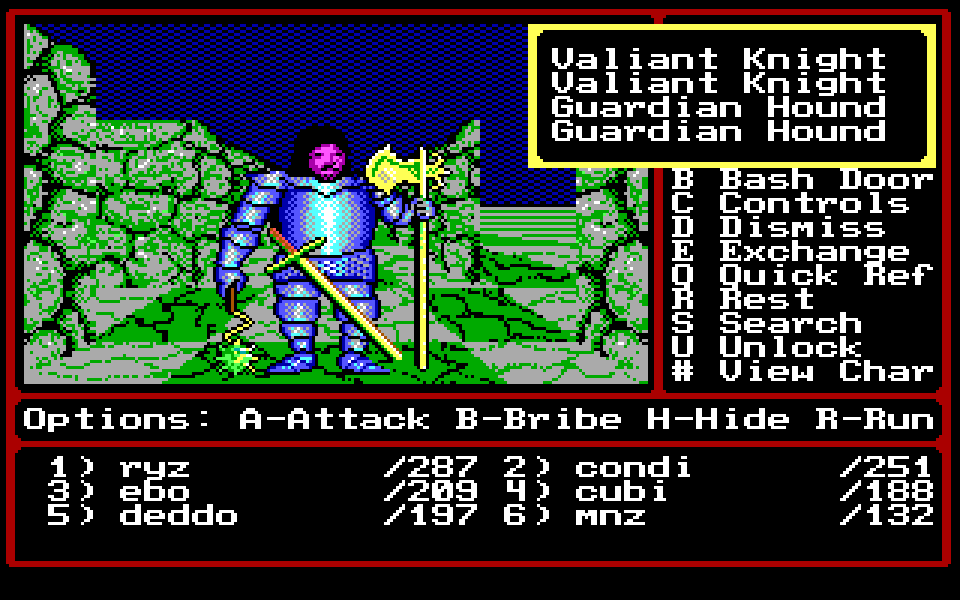 Valiant Knight
Valiant Knight
Guardian Hound
Guardian Hound
B Bash Door
C Controls
D Dismiss
E Exchange
Q Quick Ref
R Rest
S Search
U Unlock
# View Char
Options: A-Attack B-Bribe H-Hide R-Run
1) ryz /287 2) condi /251
3) ebo /209 4) cubi /188
5) deddo /197 6) mnz /132